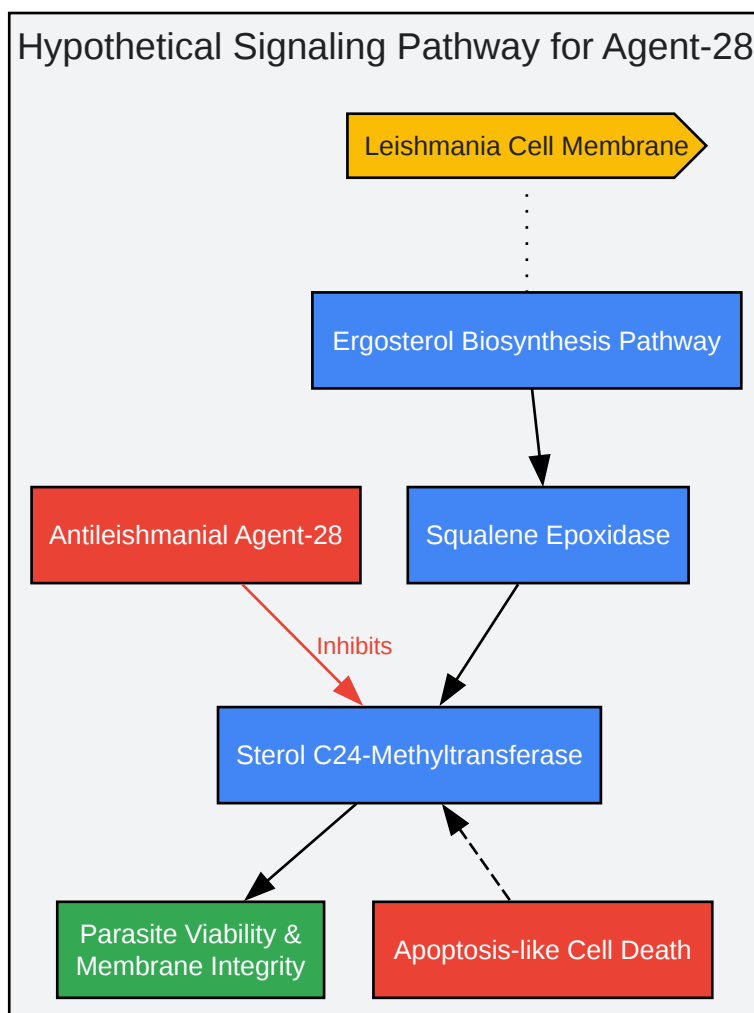 Hypothetical Signaling Pathway for Agent-28
Leishmania Cell Membrane
Ergosterol Biosynthesis Pathway
Antileishmanial Agent-28
Squalene Epoxidase
Inhibits
Sterol C24-Methyltransferase
Parasite Viability &
Membrane Integrity
Apoptosis-like Cell Death